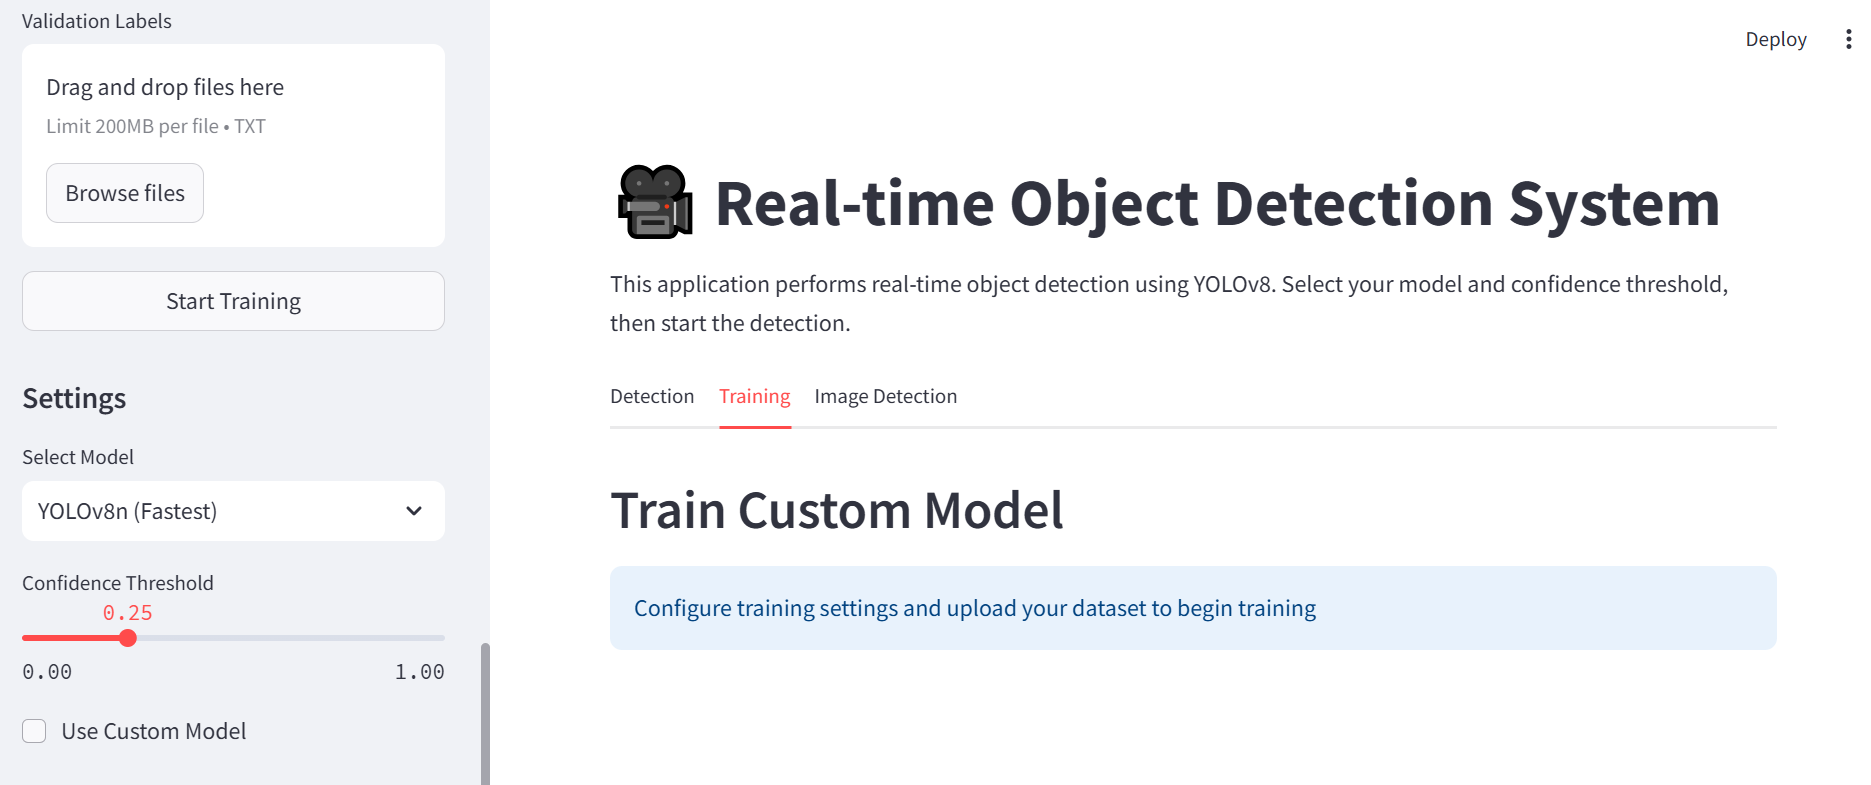 Validation Labels
Drag and drop files here
Limit 200MB per file • TXT
Browse files
Start Training
Settings
Select Model
YOLOv8n (Fastest)
Confidence Threshold
0.25
0.00 1.00
Use Custom Model
Deploy
Real-time Object Detection System
This application performs real-time object detection using YOLOv8. Select your model and confidence threshold,
then start the detection.
Detection Training Image Detection
Train Custom Model
Configure training settings and upload your dataset to begin training